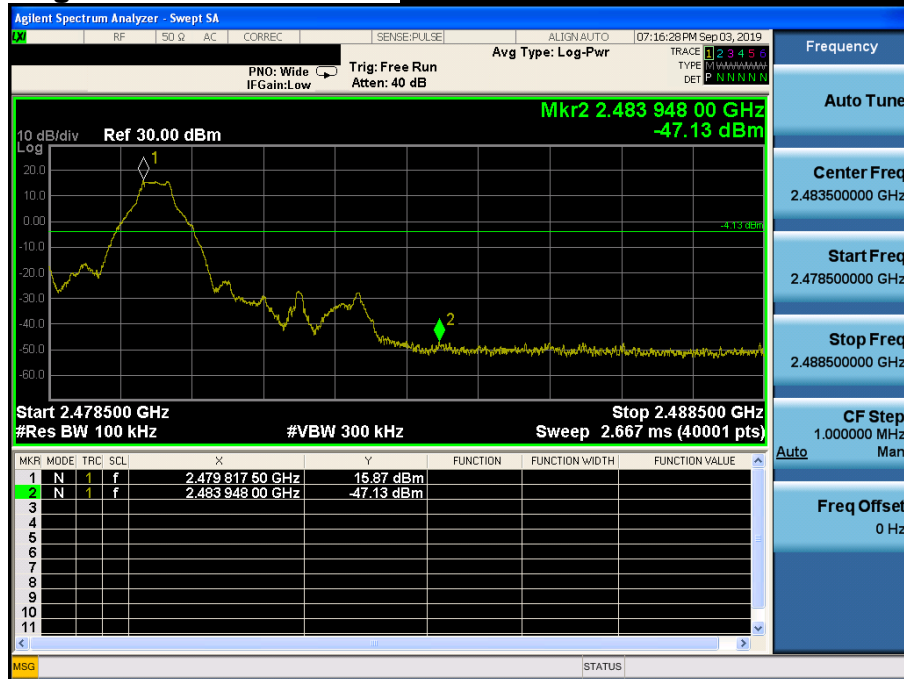 Agilent Spectrum Analyzer - Swept SA
LXI RF 50 Ω AC CORREC SENSE:PULSE ALIGNAUTO 07:16:28PM Sep 03, 2019
Frequency
Avg Type: Log-Pwr
TRACE 1 2 3 4 5 6
PNO: Wide Trig: Free Run
TYPE M WWWWW
IFGain:Low Atten: 40 dB
DET P N N N N N
Auto Tune
Mkr2 2.483 948 00 GHz
10 dB/div Ref 30.00 dBm -47.13 dBm
Log
20.0
10.0
0.00
-10.0
-20.0
-30.0
-40.0
-50.0
-60.0
1
2
-4.13 dBm
Center Freq
2.483500000 GHz
Start Freq
2.478500000 GHz
Stop Freq
2.488500000 GHz
Start 2.478500 GHz Stop 2.488500 GHz
#Res BW 100 kHz #VBW 300 kHz Sweep 2.667 ms (40001 pts)
CF Step
1.000000 MHz
Auto Man
MKR MODE TRC SCL X Y FUNCTION FUNCTION WIDTH FUNCTION VALUE
1 N 1 f 2.479 817 50 GHz 15.87 dBm
2 N 1 f 2.483 948 00 GHz -47.13 dBm
3
4
5
6
7
8
9
10
11
Freq Offset
0 Hz
MSG STATUS